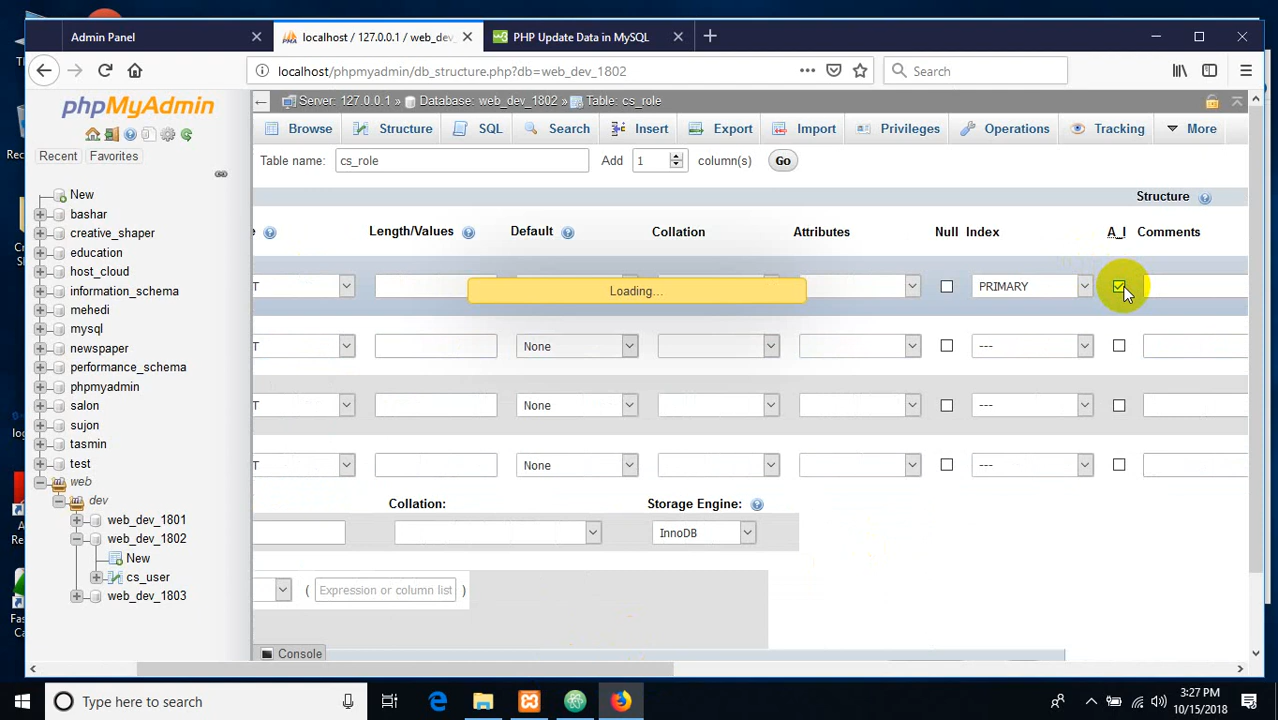 Admin Panel
localhost / 127.0.0.1 / web_dev_
PHP Update Data in MySQL
localhost/phpmyadmin/db_structure.php?db=web_dev_1802
Search
phpMyAdmin
Recent
Favorites
New
bashar
creative_shaper
education
host_cloud
information_schema
mehedi
mysql
newspaper
performance_schema
phpmyadmin
salon
sujon
tasmin
test
web
dev
web_dev_1801
web_dev_1802
New
cs_user
web_dev_1803
Server: 127.0.0.1 » Database: web_dev_1802 » Table: cs_role
Browse Structure SQL Search Insert Export Import Privileges Operations Tracking More
Table name: cs_role Add 1 column(s) Go
Structure
Length/Values Default Collation Attributes Null Index A_I Comments
T PRIMARY
Loading...
T None ---
T None ---
T None ---
Collation: Storage Engine:
InnoDB
( Expression or column list )
Console
Type here to search
3:27 PM
10/15/2018